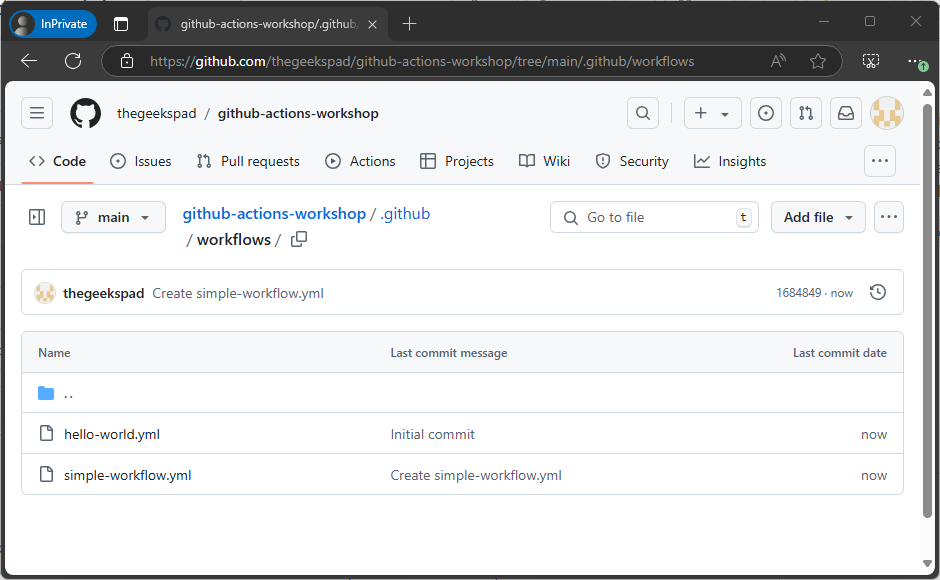 InPrivate
github-actions-workshop/.github/
https://github.com/thegeekspad/github-actions-workshop/tree/main/.github/workflows
thegeekspad / github-actions-workshop
Code Issues Pull requests Actions Projects Wiki Security Insights
main github-actions-workshop / .github Go to file t Add file
/ workflows /
thegeekspad Create simple-workflow.yml 1684849 · now
Name Last commit message Last commit date
..
hello-world.yml Initial commit now
simple-workflow.yml Create simple-workflow.yml now